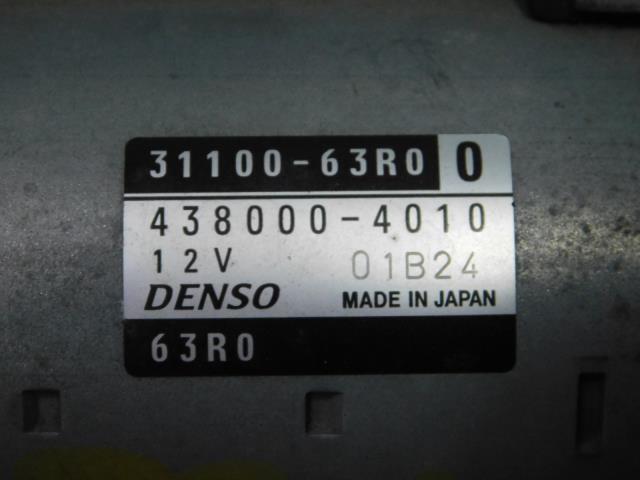 31100-63R0 0
438000-4010
12V 01B24
DENSO MADE IN JAPAN
63R0